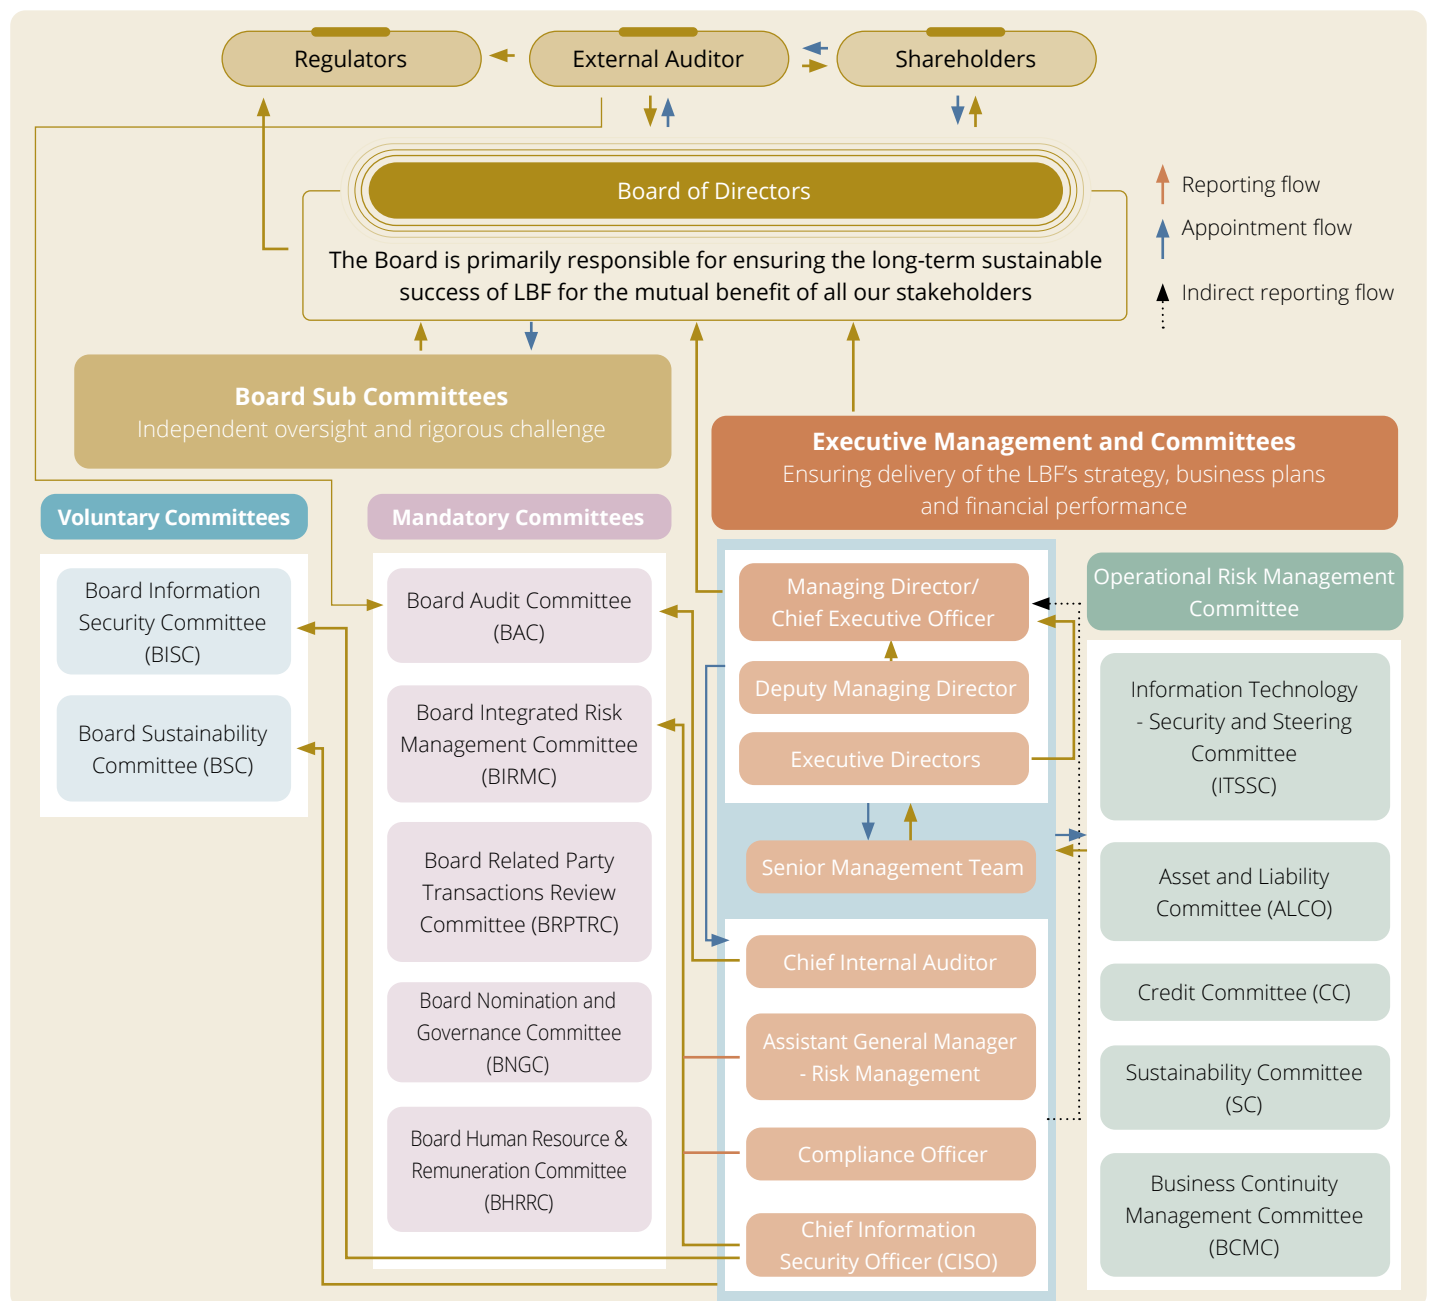 Regulators
External Auditor
Shareholders
Board of Directors
The Board is primarily responsible for ensuring the long-term sustainable
success of LBF for the mutual benefit of all our stakeholders
Reporting flow
Appointment flow
Indirect reporting flow
Board Sub Committees
Independent oversight and rigorous challenge
Executive Management and Committees
Ensuring delivery of the LBF’s strategy, business plans
and financial performance
Voluntary Committees
Board Information
Security Committee
(BISC)
Board Sustainability
Committee (BSC)
Mandatory Committees
Board Audit Committee
(BAC)
Board Integrated Risk
Management Committee
(BIRMC)
Board Related Party
Transactions Review
Committee (BRPTRC)
Board Nomination and
Governance Committee
(BNGC)
Board Human Resource &
Remuneration Committee
(BHRRC)
Managing Director/
Chief Executive Officer
Deputy Managing Director
Executive Directors
Senior Management Team
Chief Internal Auditor
Assistant General Manager
- Risk Management
Compliance Officer
Chief Information
Security Officer (CISO)
Operational Risk Management
Committee
Information Technology
- Security and Steering
Committee
(ITSSC)
Asset and Liability
Committee (ALCO)
Credit Committee (CC)
Sustainability Committee
(SC)
Business Continuity
Management Committee
(BCMC)